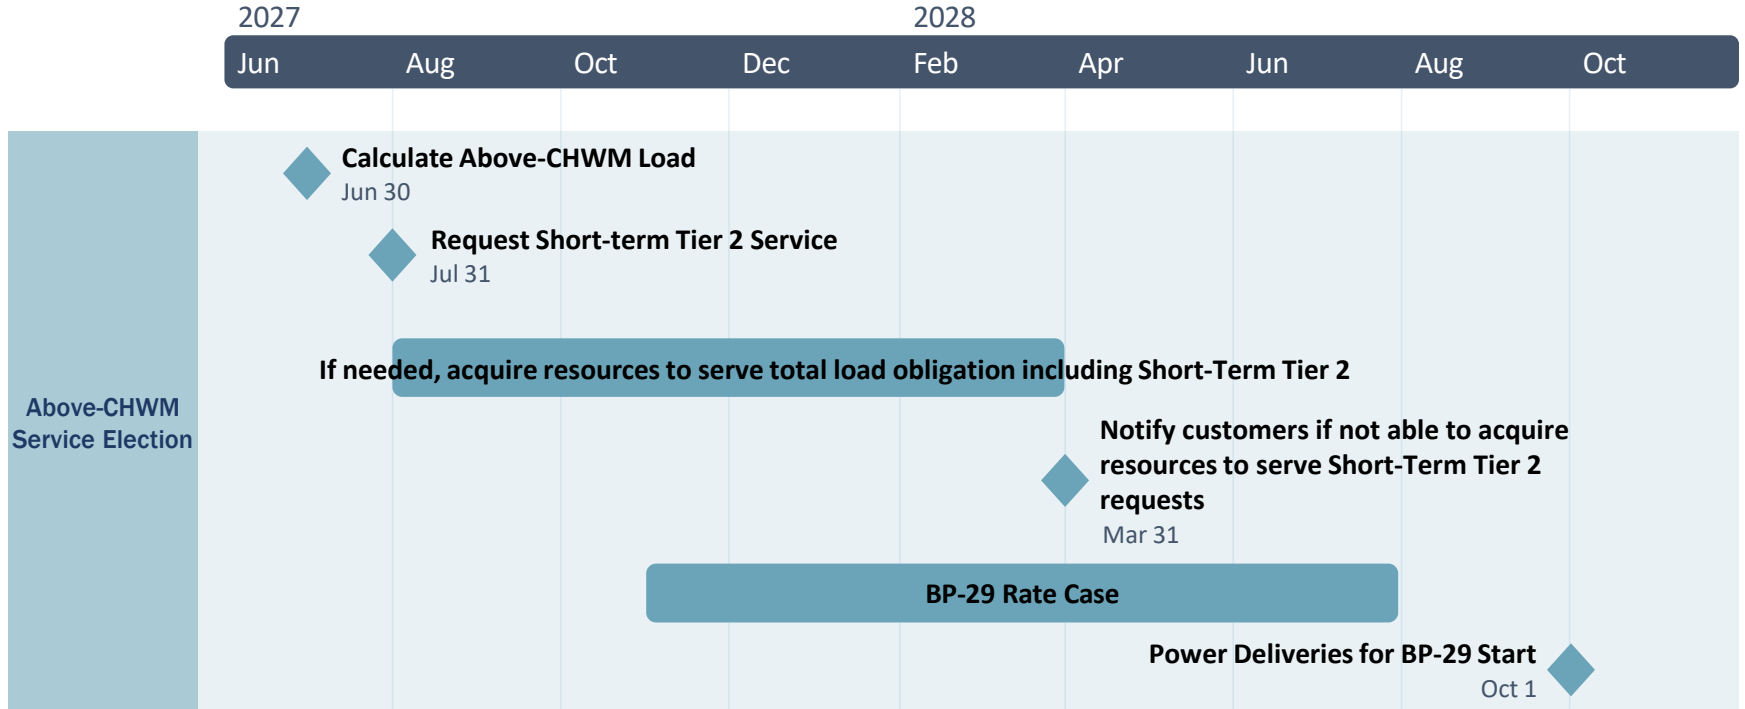 2027
2028
Jun
Aug
Oct
Dec
Feb
Apr
Jun
Aug
Oct
Above-CHWM
Service Election
Calculate Above-CHWM Load
Jun 30
Request Short-term Tier 2 Service
Jul 31
If needed, acquire resources to serve total load obligation including Short-Term Tier 2
Notify customers if not able to acquire
resources to serve Short-Term Tier 2
requests
Mar 31
BP-29 Rate Case
Power Deliveries for BP-29 Start
Oct 1